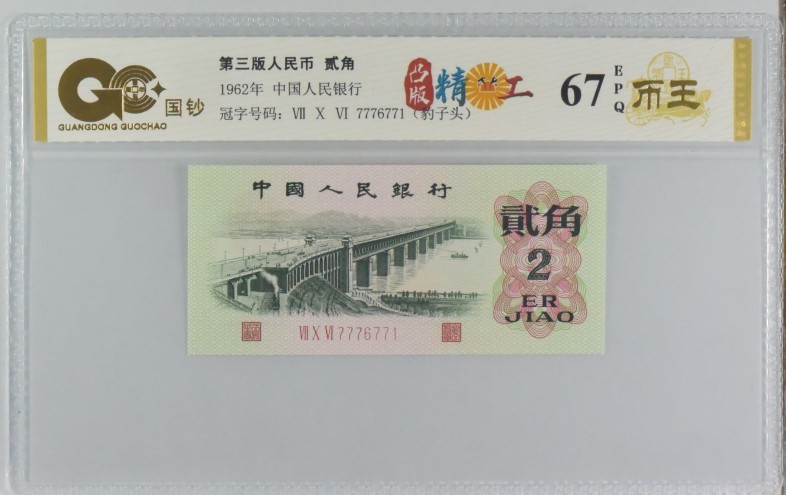 GC
国钞
GUANGDONG GUOCHAO
第三版人民币 贰角
1962年 中国人民银行
冠字号码: Ⅶ Ⅹ Ⅵ 7776771 (豹子头)
凸版 精工
67 EPQ
币王
中國人民銀行
貳角
2
ER
JIAO
Ⅶ Ⅹ Ⅵ 7776771